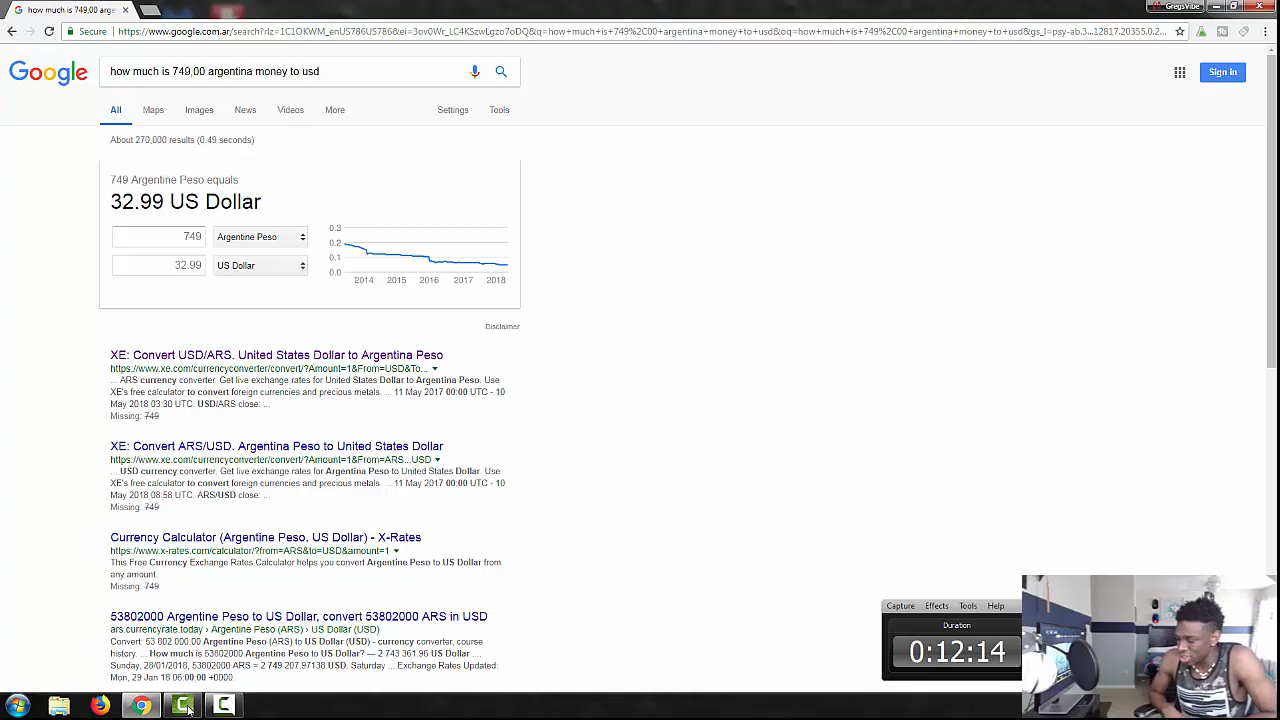 how much is 749,00 arge
GregsVibe
Secure
https://www.google.com.ar/search?rlz=1C1OKWM_enUS786US786&ei=3ov0Wr_LC4KSzwLgzo7oDQ&q=how+much+is+749%2C00+argentina+money+to+usd&oq=how+much+is+749%2C00+argentina+money+to+usd&gs_l=psy-ab.3...12817.20355.0.2...
Google
how much is 749,00 argentina money to usd
Sign in
All Maps Images News Videos More Settings Tools
About 270,000 results (0.49 seconds)
749 Argentine Peso equals
32.99 US Dollar
749 Argentine Peso
32.99 US Dollar
0.3
0.2
0.1
0.0
2014 2015 2016 2017 2018
Disclaimer
XE: Convert USD/ARS. United States Dollar to Argentina Peso
https://www.xe.com/currencyconverter/convert/?Amount=1&From=USD&To...
... ARS currency converter. Get live exchange rates for United States Dollar to Argentina Peso. Use
XE's free calculator to convert foreign currencies and precious metals. ... 11 May 2017 00:00 UTC - 10
May 2018 03:30 UTC. USD/ARS close: ...
Missing: 749
XE: Convert ARS/USD. Argentina Peso to United States Dollar
https://www.xe.com/currencyconverter/convert/?Amount=1&From=ARS...USD
... USD currency converter. Get live exchange rates for Argentina Peso to United States Dollar. Use
XE's free calculator to convert foreign currencies and precious metals. ... 11 May 2017 00:00 UTC - 10
May 2018 08:58 UTC. ARS/USD close: ...
Missing: 749
Currency Calculator (Argentine Peso, US Dollar) - X-Rates
https://www.x-rates.com/calculator/?from=ARS&to=USD&amount=1
This Free Currency Exchange Rates Calculator helps you convert Argentine Peso to US Dollar from
any amount.
Missing: 749
53802000 Argentine Peso to US Dollar, convert 53802000 ARS in USD
ars.currencyrate.today › Argentine Peso (ARS) › US Dollar (USD)
Convert: 53 802 000.00 Argentine Peso (ARS) to US Dollar (USD) - currency converter, course
history. ... How much is 53802000 Argentine Peso to US Dollar? — 2 743 361.96 US Dollar ....
Sunday, 28/01/2018, 53802000 ARS = 2 749 207.97138 USD. Saturday ... Exchange Rates Updated:
Mon, 29 Jan 18 06:00:00 +0000.
Capture Effects Tools Help
Duration
0:12:14